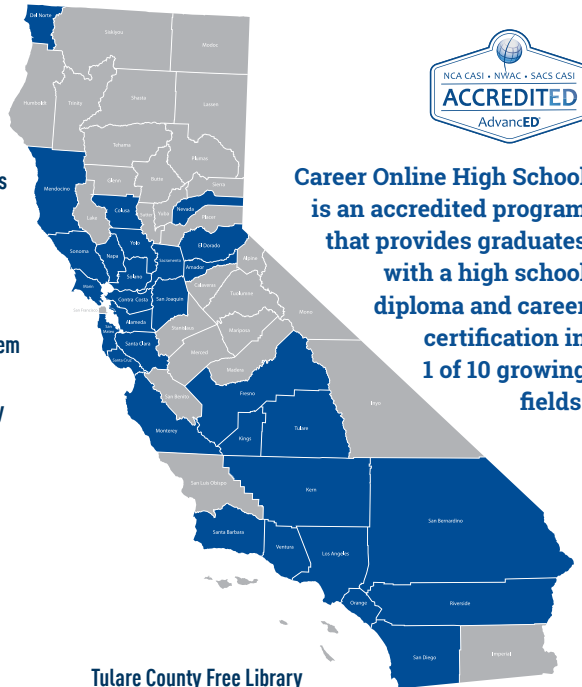 Del Norte
Siskiyou
Modoc
Humboldt
Trinity
Shasta
Lassen
NCA CASI • NWAC • SACS CASI
ACCREDITED
AdvancED
Tehama
Plumas
Mendocino
Glenn
Butte
Sierra
s
Career Online High School
is an accredited program
that provides graduates
with a high school
diploma and career
certification in
1 of 10 growing
fields
Lake
Colusa
Sutter
Yuba
Nevada
Placer
Sonoma
Napa
Yolo
Sacramento
El Dorado
Alpine
Solano
Amador
Marin
Calaveras
Contra Costa
San Joaquin
Tuolumne
Mono
San Francisco
Alameda
San
Mateo
Stanislaus
Mariposa
em
Santa Clara
Merced
Santa Cruz
Madera
y
San Benito
Fresno
Inyo
Monterey
Kings
Tulare
San Luis Obispo
Kern
San Bernardino
Santa Barbara
Ventura
Los Angeles
Orange
Riverside
San Diego
Imperial
Tulare County Free Library